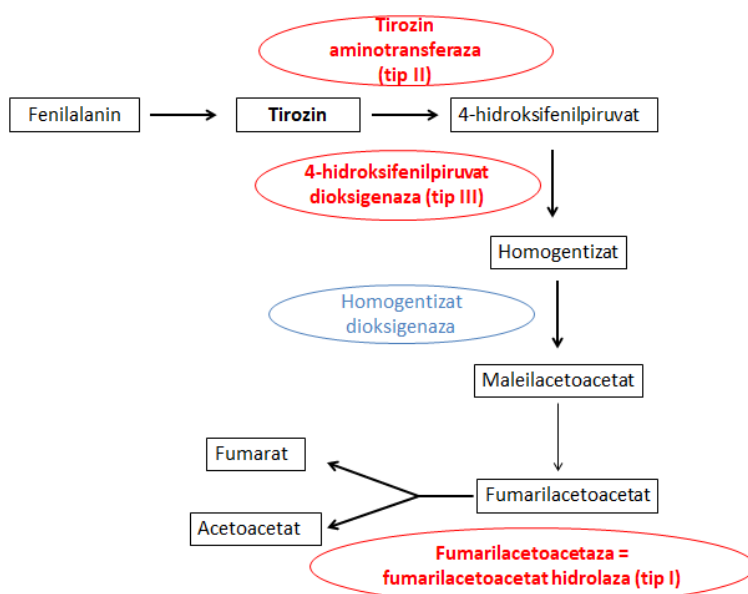 Tirozin
aminotransferaza
(tip II)
Fenilalanin
Tirozin
4-hidroksifenilpiruvat
4-hidroksifenilpiruvat
dioksigenaza (tip III)
Homogentizat
Homogentizat
dioksigenaza
Maleilacetoacetat
Fumarat
Fumarilacetoacetat
Acetoacetat
Fumarilacetoacetaza =
fumarilacetoacetat hidrolaza (tip I)